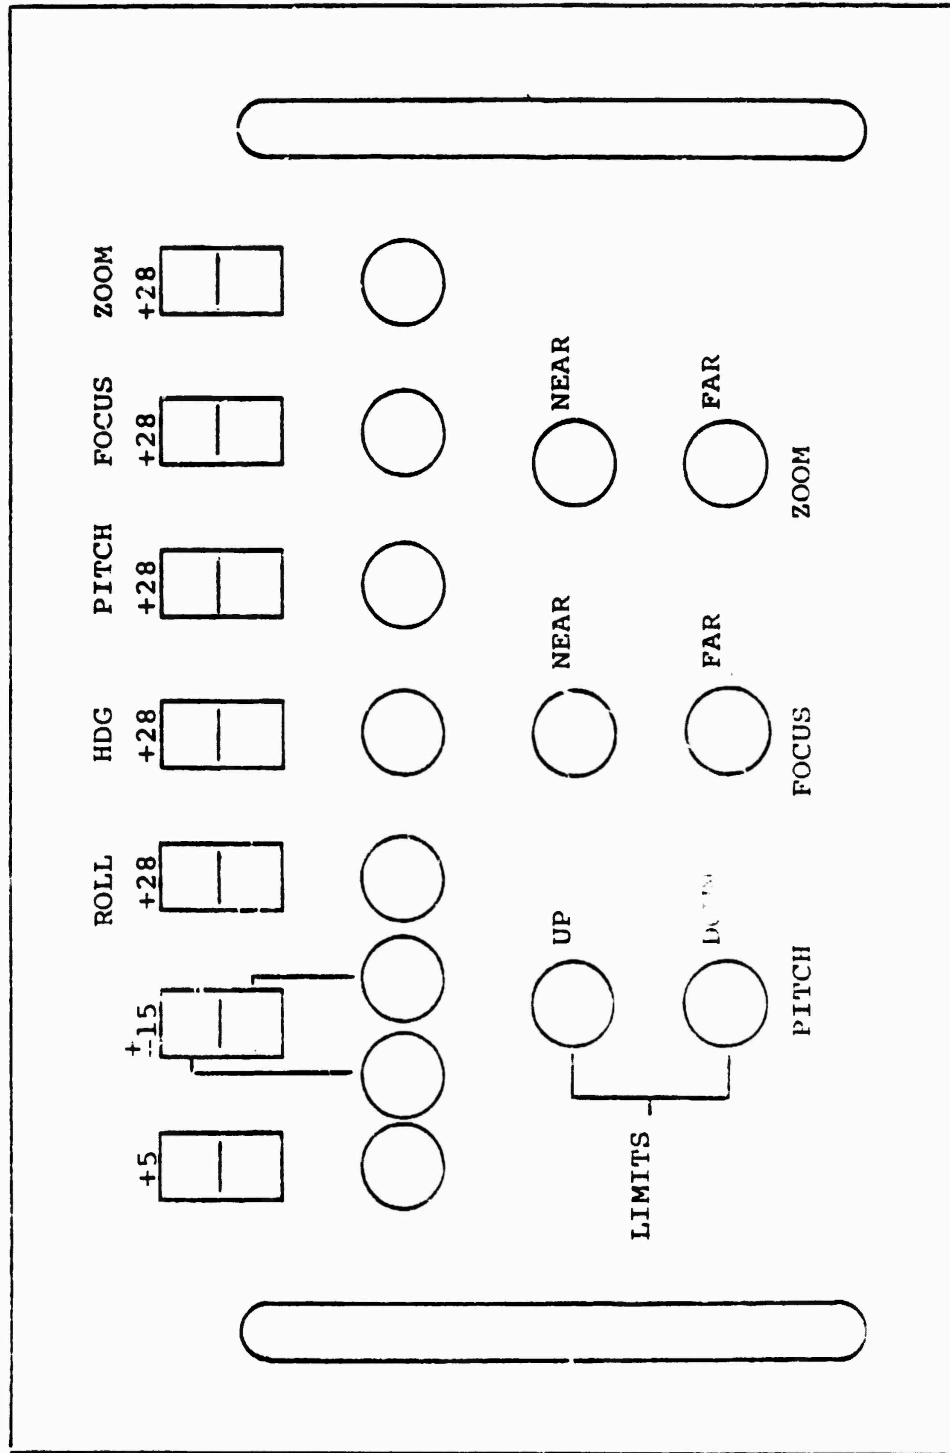 ROLL HDG PITCH FOCUS ZOOM
+5 ±15 +28 +28 +28 +28 +28
UP NEAR NEAR
LIMITS
FAR FAR
PITCH FOCUS ZOOM